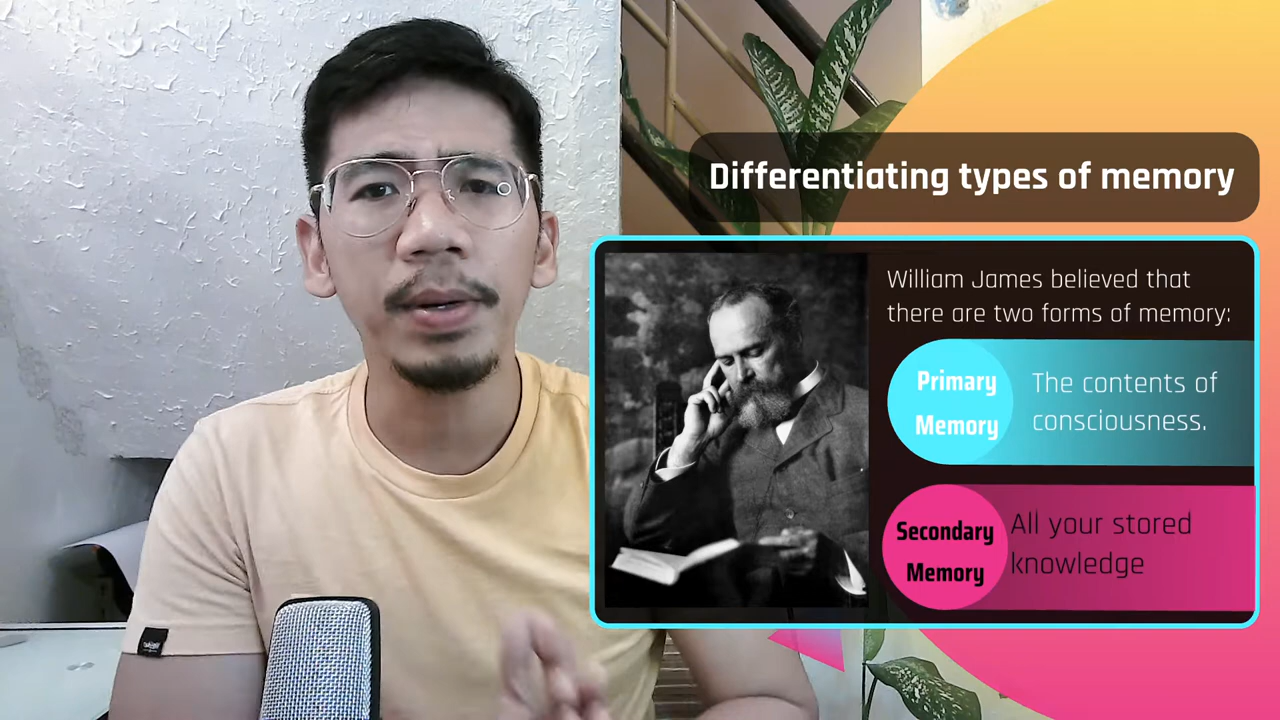 Differentiating types of memory
William James believed that
there are two forms of memory:
Primary
Memory
The contents of
consciousness.
Secondary
Memory
All your stored
knowledge